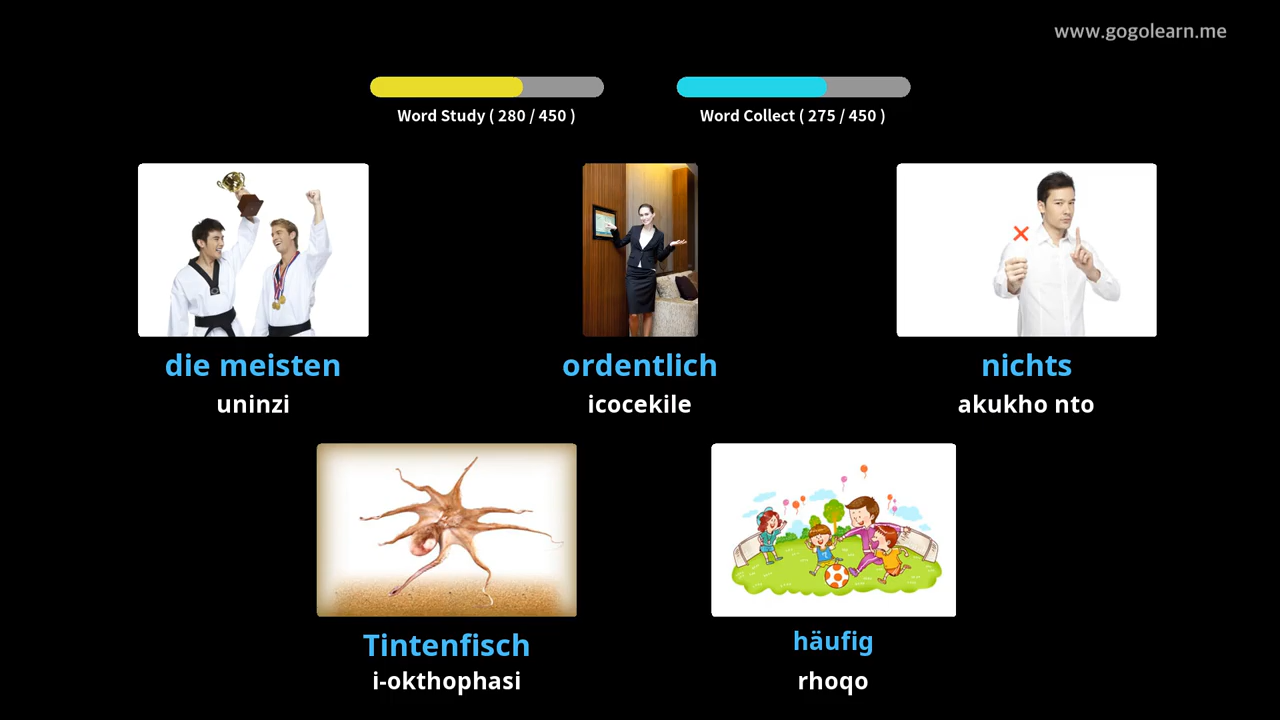 www.gogolearn.me
Word Study ( 280 / 450 )
Word Collect ( 275 / 450 )
die meisten
uninzi
ordentlich
icocekile
nichts
akukho nto
Tintenfisch
i-okthophasi
häufig
rhoqo